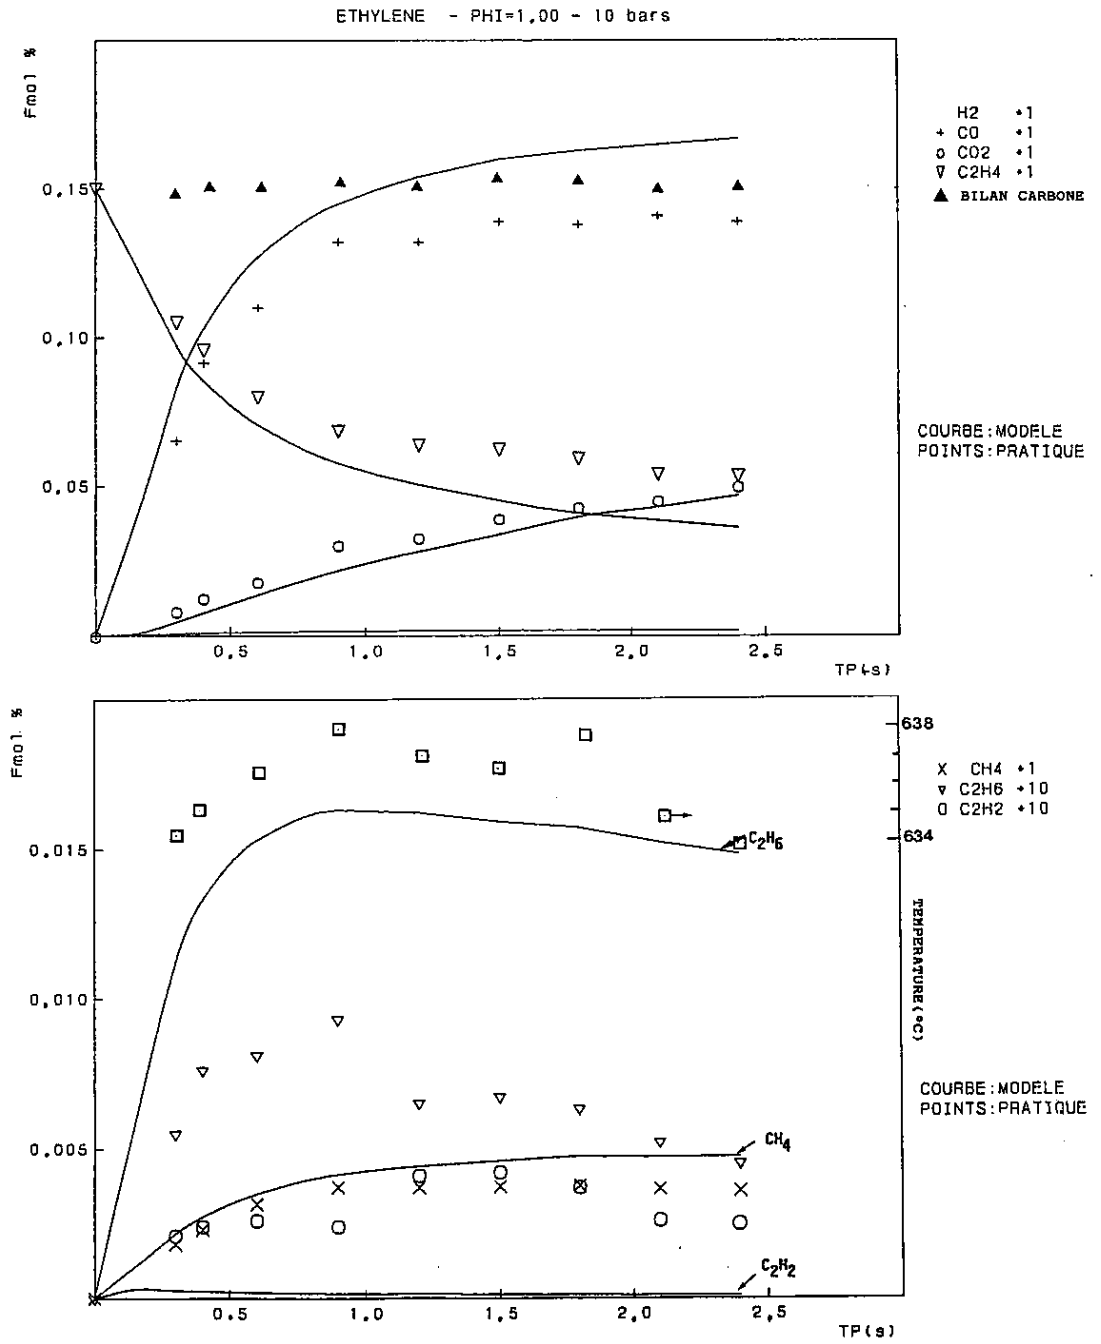 ETHYLENE - PHI=1,00 - 10 bars
Fmol %
0,15
0,10
0,05
0,5
1,0
1,5
2,0
2,5
TP(s)
H2 *1
+ CO *1
o CO2 *1
▽ C2H4 *1
▲ BILAN CARBONE
COURBE:MODELE
POINTS:PRATIQUE
Fmol %
0,015
0,010
0,005
0,5
1,0
1,5
2,0
2,5
TP(s)
638
634
TEMPERATURE(°C)
C2H6
CH4
C2H2
X CH4 *1
▽ C2H6 *10
O C2H2 *10
COURBE:MODELE
POINTS:PRATIQUE